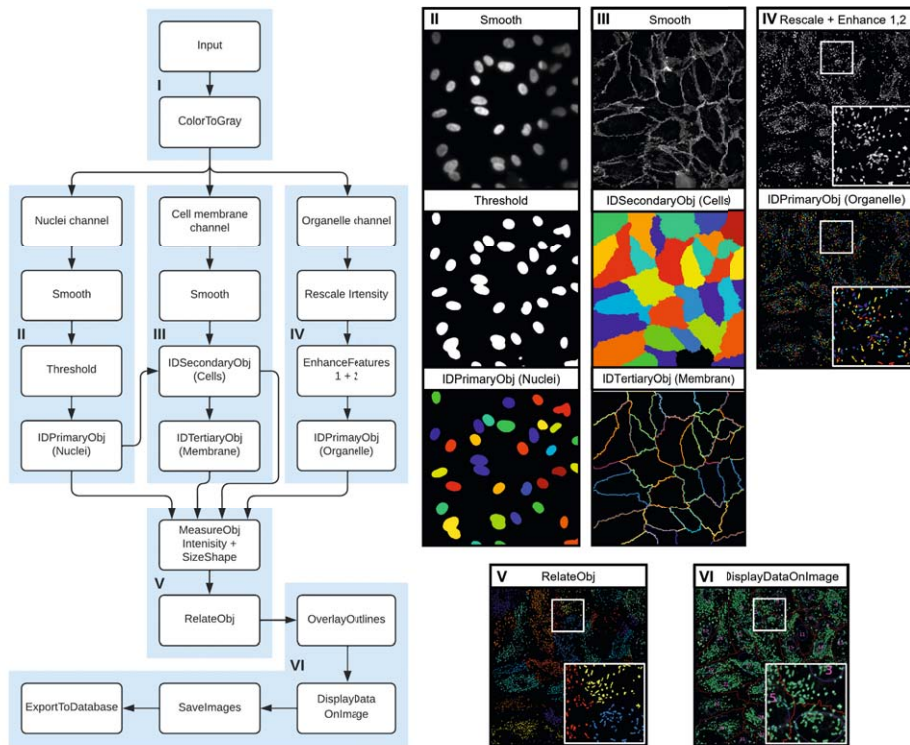 Input
I
ColorToGray
Nuclei channel
Cell membrane
channel
Organelle channel
Smooth
Smooth
Rescale Irtensity
II
III
IV
Threshold
IDSecondaryObj
(Cells)
EnhanceFeatures
1 + 2
IDPrimaryObj
(Nuclei)
IDTertiaryObj
(Membrane)
IDPrimayObj
(Organelle)
MeasureObj
Intenisity +
SizeShape
V
RelateObj
OverlayOutlines
VI
ExportToDatabase
SaveImages
DisplayData
OnImage
II
Smooth
III
Smooth
IV
Rescale + Enhance 1,2
Threshold
IDSecondaryObj (Cells)
IDPrimaryObj (Organelle)
IDPrimaryObj (Nuclei)
IDTertiaryObj (Membrane)
V
RelateObj
VI
DisplayDataOnImage
3
5